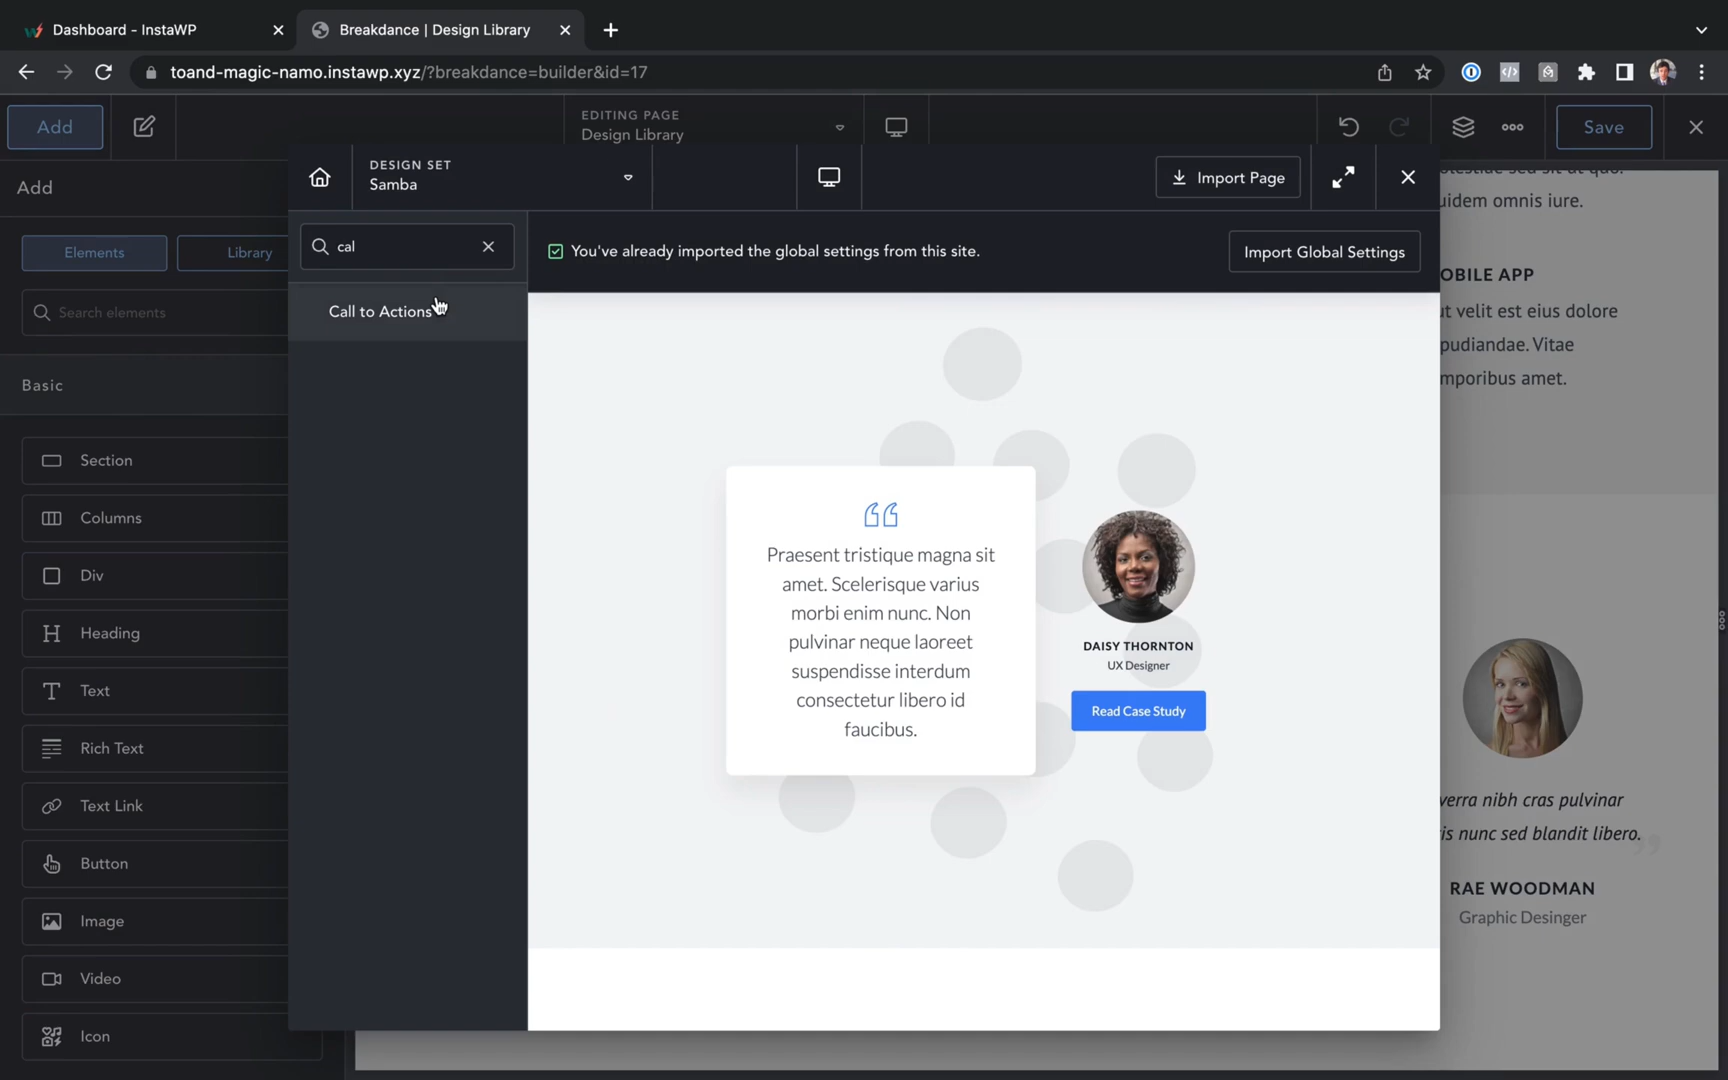 Dashboard - InstaWP
Breakdance | Design Library
toand-magic-namo.instawp.xyz/?breakdance=builder&id=17
Add
EDITING PAGE
Design Library
Save
DESIGN SET
Samba
Import Page
Add
Elements
Library
Search elements
Basic
Section
Columns
Div
Heading
Text
Rich Text
Text Link
Button
Image
Video
Icon
cal
Call to Actions
You've already imported the global settings from this site.
Import Global Settings
Praesent tristique magna sit
amet. Scelerisque varius
morbi enim nunc. Non
pulvinar neque laoreet
suspendisse interdum
consectetur libero id
faucibus.
DAISY THORNTON
UX Designer
Read Case Study
uidem omnis iure.
OBILE APP
ut velit est eius dolore
pudiandae. Vitae
mporibus amet.
verra nibh cras pulvinar
is nunc sed blandit libero.
RAE WOODMAN
Graphic Desinger